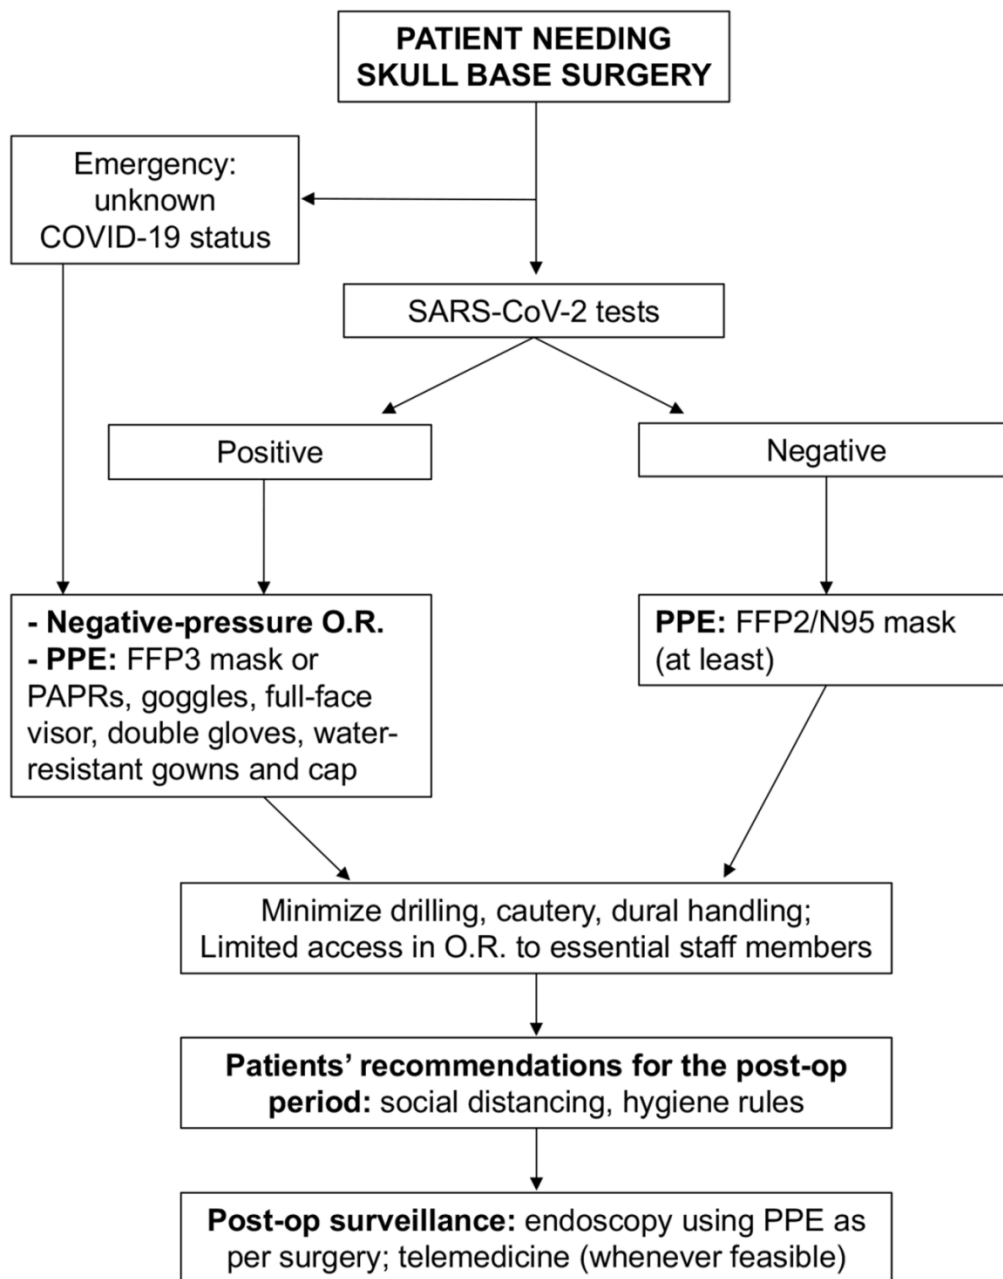 PATIENT NEEDING
SKULL BASE SURGERY
Emergency:
unknown
COVID-19 status
SARS-CoV-2 tests
Positive
Negative
- Negative-pressure O.R.
- PPE: FFP3 mask or
PAPRs, goggles, full-face
visor, double gloves, water-
resistant gowns and cap
PPE: FFP2/N95 mask
(at least)
Minimize drilling, cautery, dural handling;
Limited access in O.R. to essential staff members
Patients’ recommendations for the post-op
period: social distancing, hygiene rules
Post-op surveillance: endoscopy using PPE as
per surgery; telemedicine (whenever feasible)